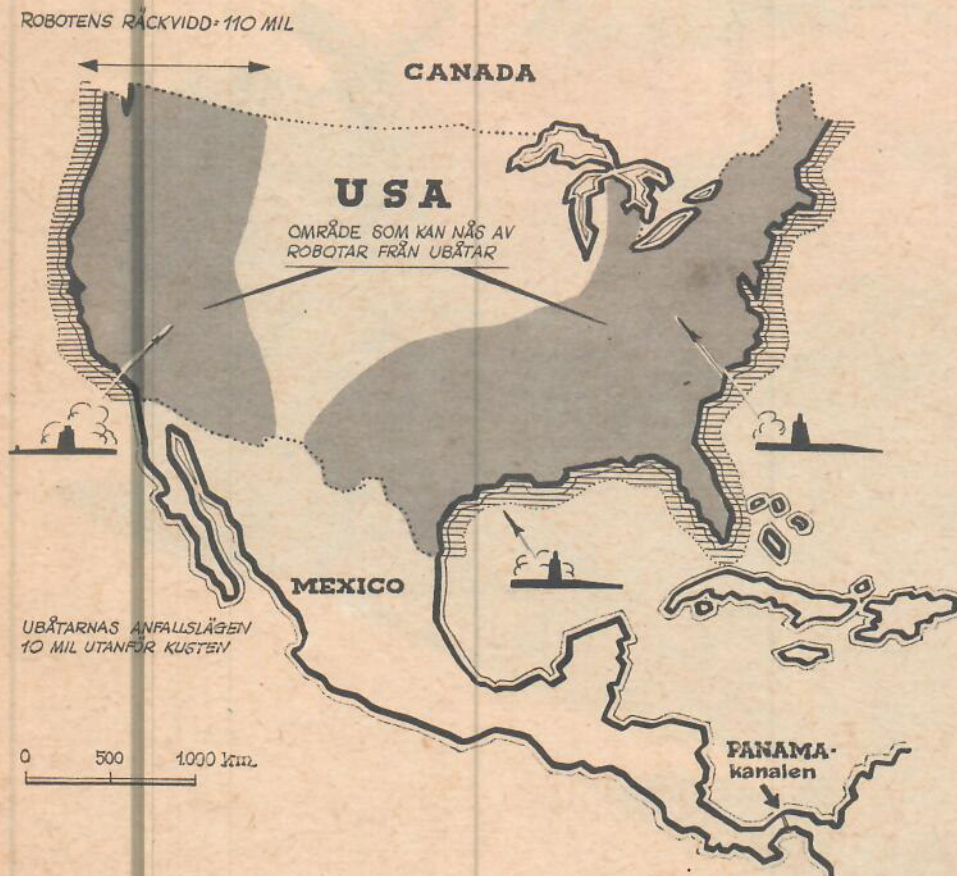 ROBOTENS RÄCKVIDD= 110 MIL
CANADA
USA
OMRÅDE SOM KAN NÅS AV
ROBOTAR FRÅN UBÅTAR
MEXICO
UBÅTARNAS ANFALLSLÄGEN
10 MIL UTANFÖR KUSTEN
0 500 1000 km
PANAMA-
kanalen